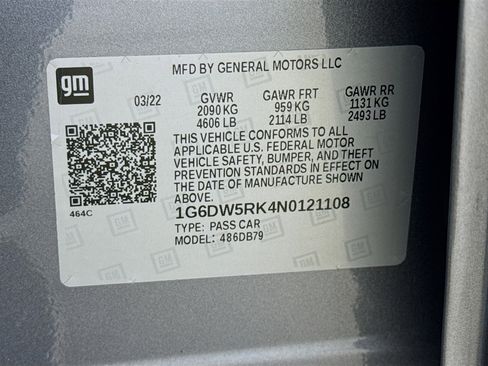 gm
MFD BY GENERAL MOTORS LLC
03/22 GVWR GAWR FRT GAWR RR
2090 KG 959 KG 1131 KG
4606 LB 2114 LB 2493 LB
THIS VEHICLE CONFORMS TO ALL
APPLICABLE U.S. FEDERAL MOTOR
VEHICLE SAFETY, BUMPER, AND THEFT
PREVENTION STANDARDS IN EFFECT ON
THE DATE OF MANUFACTURE SHOWN
ABOVE.
464C
1G6DW5RK4N0121108
TYPE: PASS CAR
MODEL: 486DB79